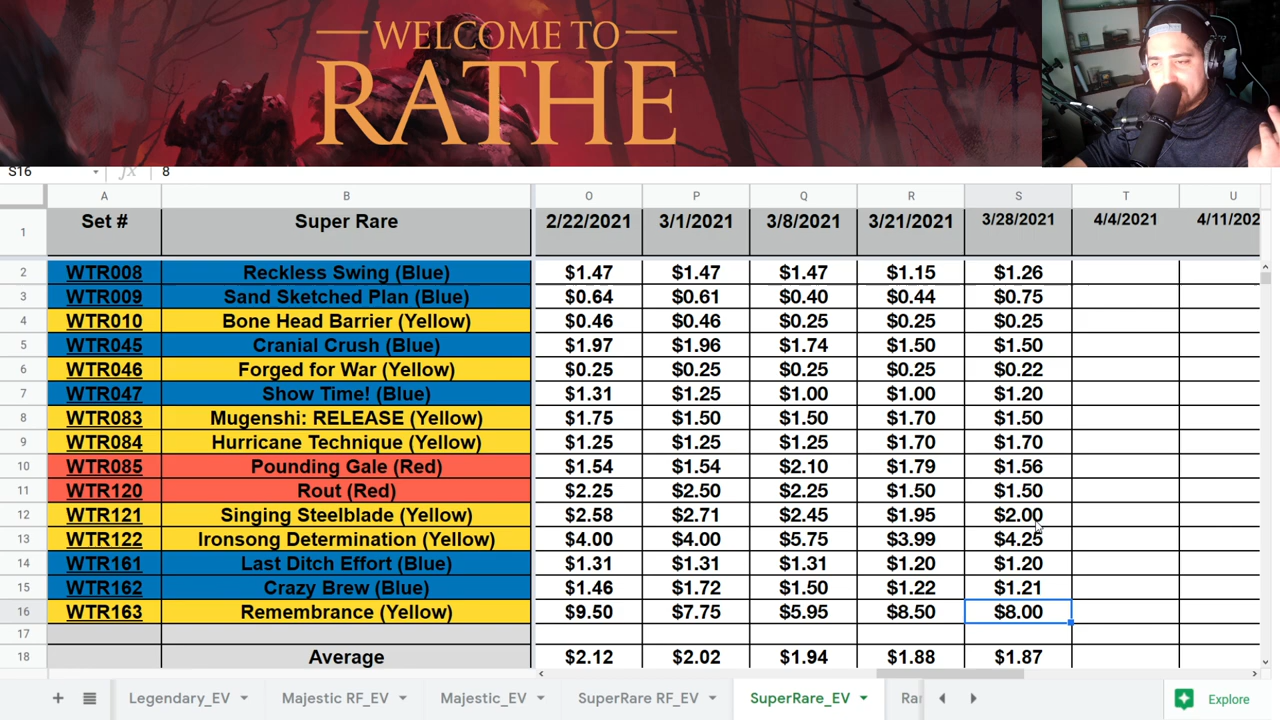 WELCOME TO
RATHE
S16 fx 8
A B O P Q R S T U
1 Set # Super Rare 2/22/2021 3/1/2021 3/8/2021 3/21/2021 3/28/2021 4/4/2021 4/11/202
2 WTR008 Reckless Swing (Blue) $1.47 $1.47 $1.47 $1.15 $1.26
3 WTR009 Sand Sketched Plan (Blue) $0.64 $0.61 $0.40 $0.44 $0.75
4 WTR010 Bone Head Barrier (Yellow) $0.46 $0.46 $0.25 $0.25 $0.25
5 WTR045 Cranial Crush (Blue) $1.97 $1.96 $1.74 $1.50 $1.50
6 WTR046 Forged for War (Yellow) $0.25 $0.25 $0.25 $0.25 $0.22
7 WTR047 Show Time! (Blue) $1.31 $1.25 $1.00 $1.00 $1.20
8 WTR083 Mugenshi: RELEASE (Yellow) $1.75 $1.50 $1.50 $1.70 $1.50
9 WTR084 Hurricane Technique (Yellow) $1.25 $1.25 $1.25 $1.70 $1.70
10 WTR085 Pounding Gale (Red) $1.54 $1.54 $2.10 $1.79 $1.56
11 WTR120 Rout (Red) $2.25 $2.50 $2.25 $1.50 $1.50
12 WTR121 Singing Steelblade (Yellow) $2.58 $2.71 $2.45 $1.95 $2.00
13 WTR122 Ironsong Determination (Yellow) $4.00 $4.00 $5.75 $3.99 $4.25
14 WTR161 Last Ditch Effort (Blue) $1.31 $1.31 $1.31 $1.20 $1.20
15 WTR162 Crazy Brew (Blue) $1.46 $1.72 $1.50 $1.22 $1.21
16 WTR163 Remembrance (Yellow) $9.50 $7.75 $5.95 $8.50 $8.00
17
18 Average $2.12 $2.02 $1.94 $1.88 $1.87
Legendary_EV Majestic RF_EV Majestic_EV SuperRare RF_EV SuperRare_EV Rar Explore